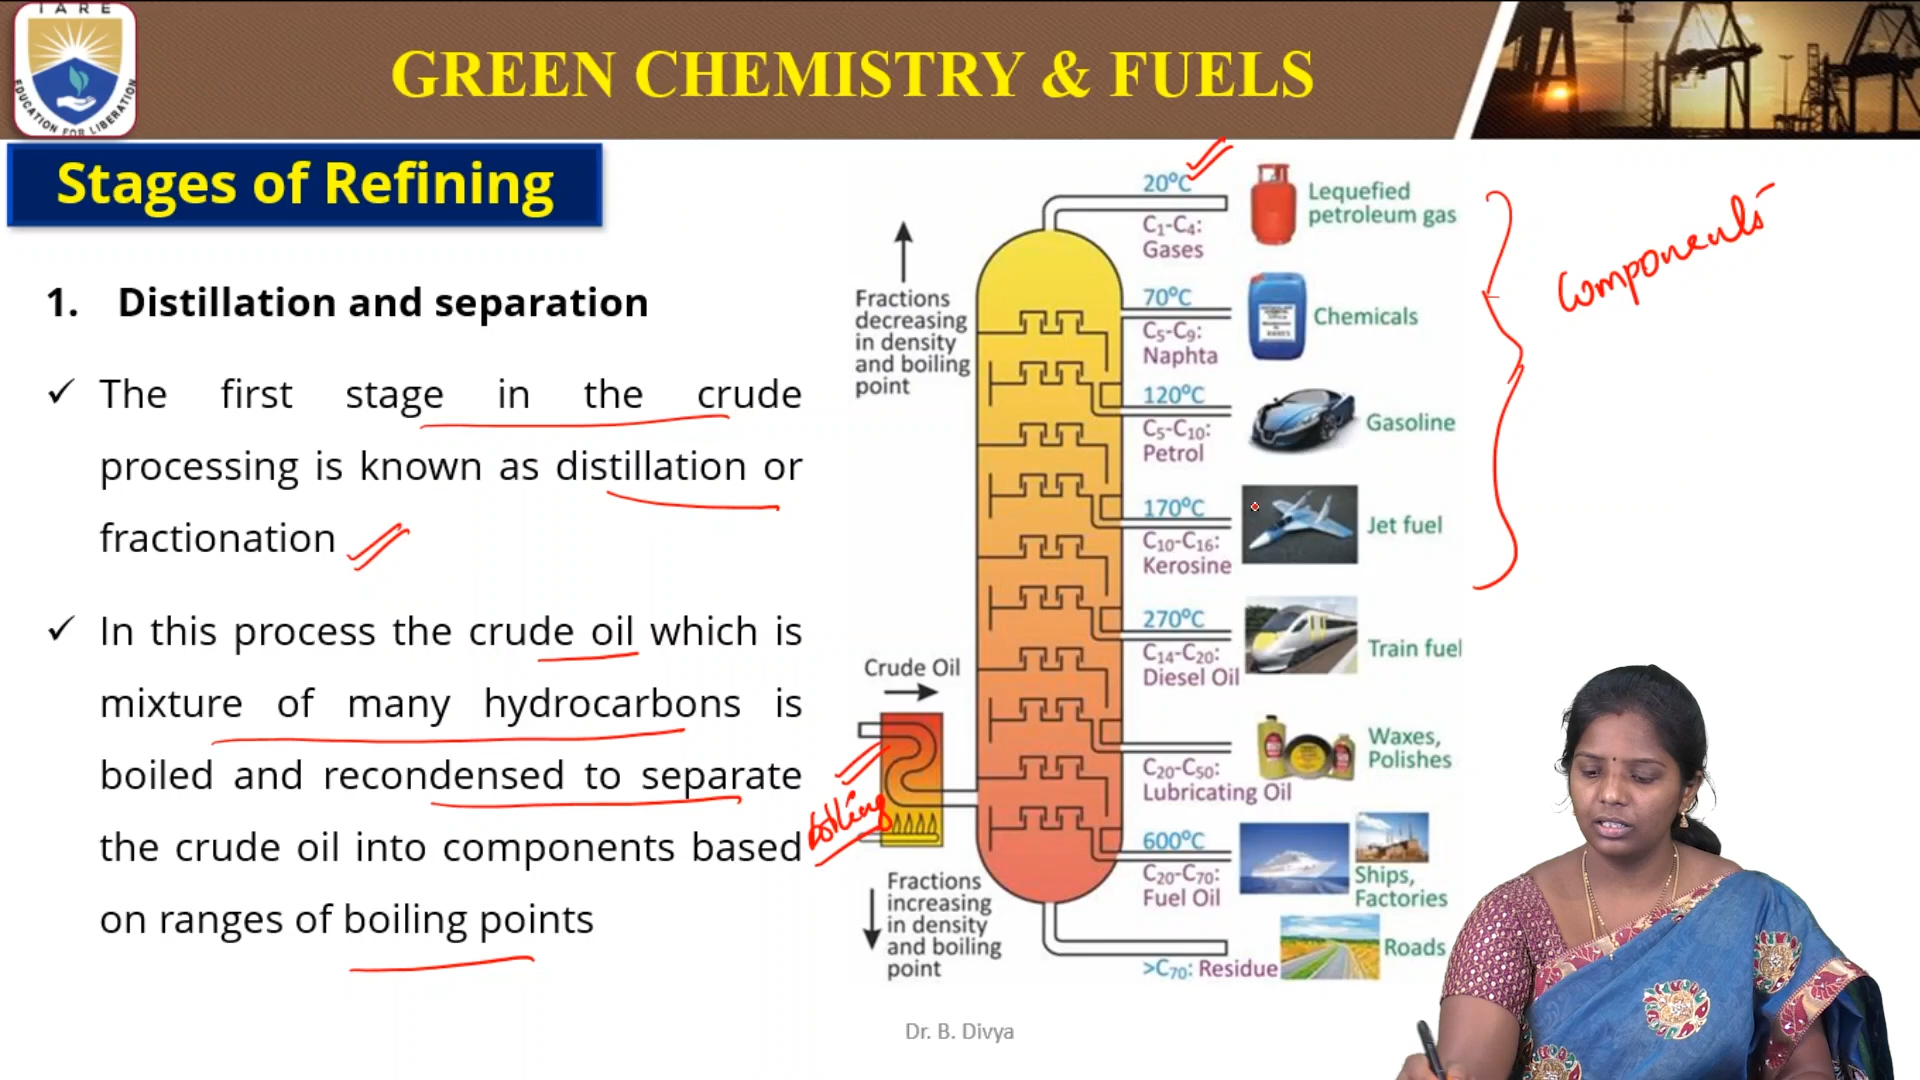 IARE
EDUCATION FOR LIBERATION
GREEN CHEMISTRY & FUELS
Stages of Refining
1. Distillation and separation
✓ The first stage in the crude
processing is known as distillation or
fractionation
✓ In this process the crude oil which is
mixture of many hydrocarbons is
boiled and recondensed to separate
the crude oil into components based
on ranges of boiling points
Fractions
decreasing
in density
and boiling
point
Crude Oil
boiling
Fractions
increasing
in density
and boiling
point
20°C
C₁-C₄:
Gases
Lequefied
petroleum gas
70°C
C₅-C₉:
Naphta
Chemicals
120°C
C₅-C₁₀:
Petrol
Gasoline
170°C
C₁₀-C₁₆:
Kerosine
Jet fuel
270°C
C₁₄-C₂₀:
Diesel Oil
Train fuel
C₂₀-C₅₀:
Lubricating Oil
Waxes,
Polishes
600°C
C₂₀-C₇₀:
Fuel Oil
Ships,
Factories
>C₇₀: Residue
Roads
Components
Dr. B. Divya